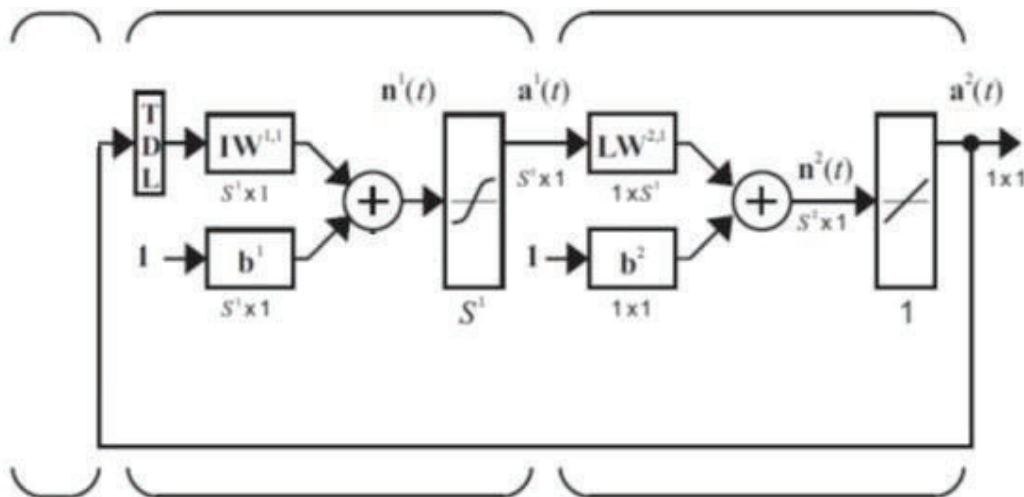 n¹(t) a¹(t) a²(t)
TDL
IW¹,¹
S¹x1
1
b¹
S¹x1
S¹
S¹x1
LW²,¹
1xS¹
1
b²
1x1
n²(t)
S²x1
1
1x1